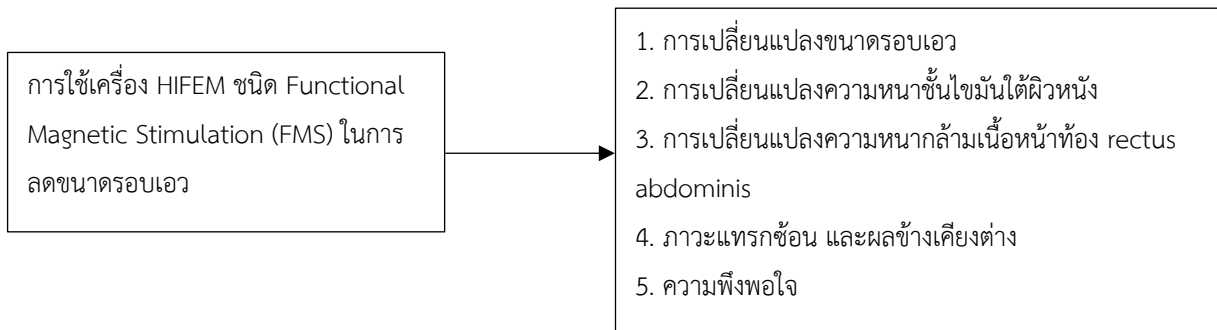 การใช้เครื่อง HIFEM ชนิด Functional
Magnetic Stimulation (FMS) ในการ
ลดขนาดรอบเอว
1. การเปลี่ยนแปลงขนาดรอบเอว
2. การเปลี่ยนแปลงความหนาชั้นไขมันใต้ผิวหนัง
3. การเปลี่ยนแปลงความหนากล้ามเนื้อหน้าท้อง rectus
abdominis
4. ภาวะแทรกซ้อน และผลข้างเคียงต่าง
5. ความพึงพอใจ